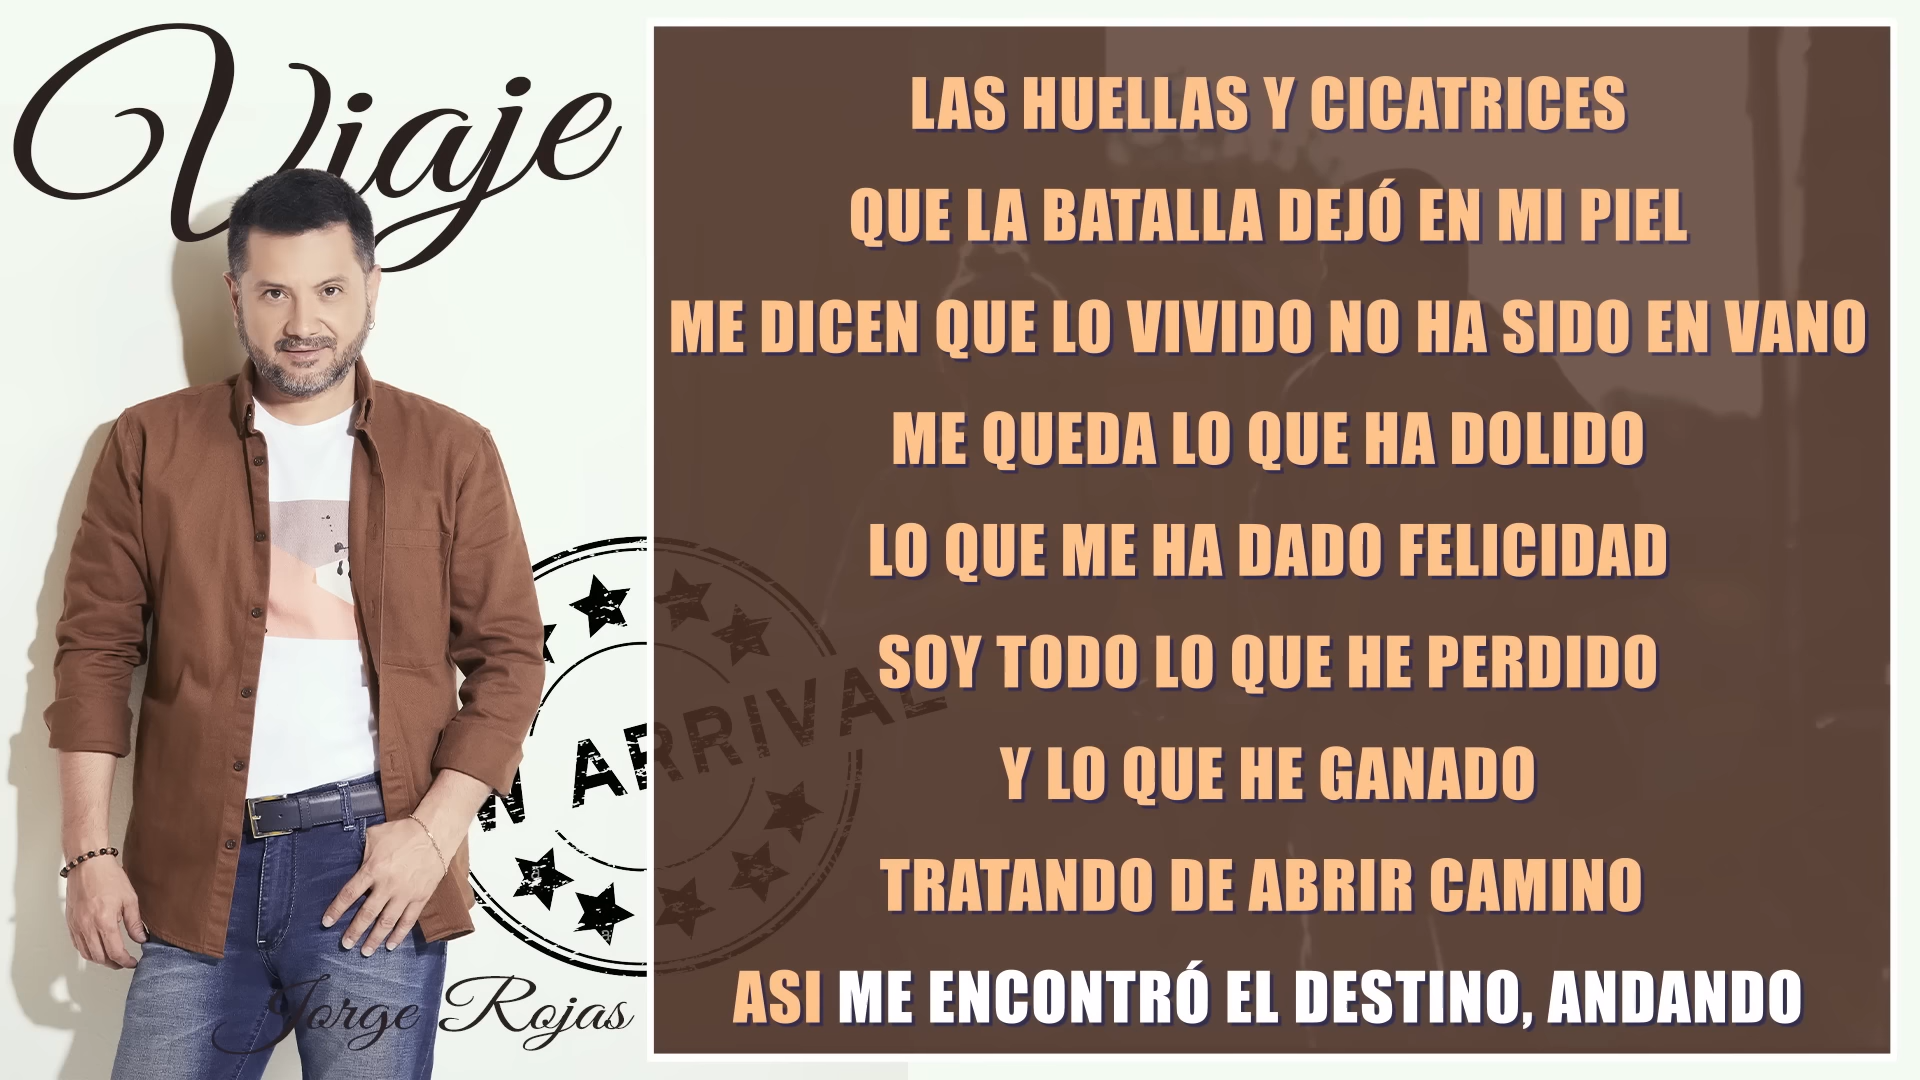 Viaje
LAS HUELLAS Y CICATRICES
QUE LA BATALLA DEJÓ EN MI PIEL
ME DICEN QUE LO VIVIDO NO HA SIDO EN VANO
ME QUEDA LO QUE HA DOLIDO
LO QUE ME HA DADO FELICIDAD
SOY TODO LO QUE HE PERDIDO
Y LO QUE HE GANADO
TRATANDO DE ABRIR CAMINO
ASI ME ENCONTRÓ EL DESTINO, ANDANDO
W ARRIVAL
Jorge Rojas